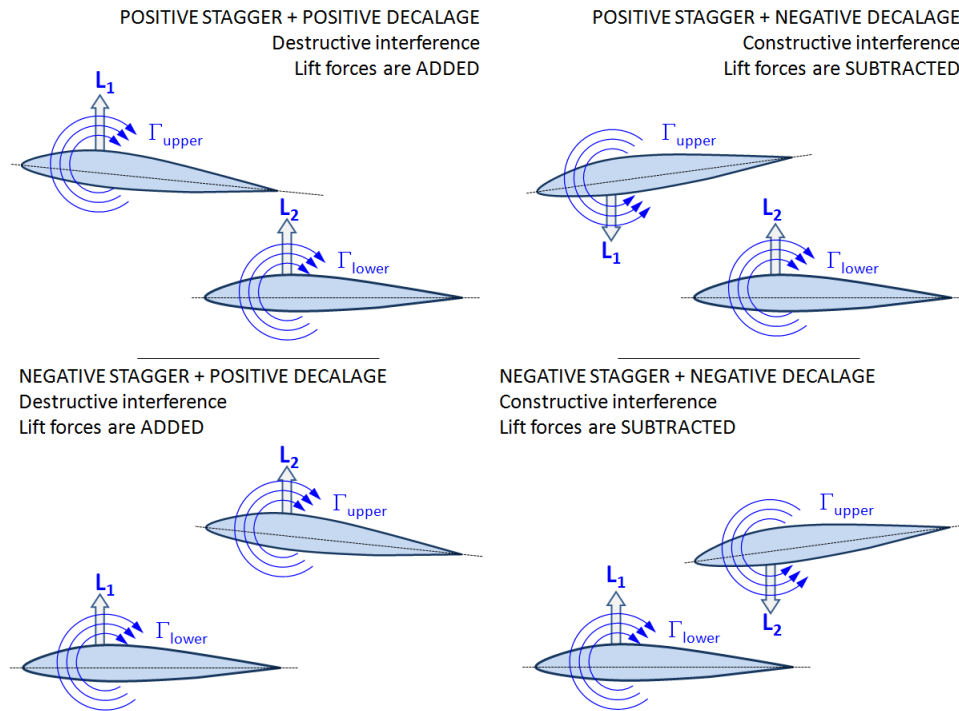 POSITIVE STAGGER + POSITIVE DECALAGE
Destructive interference
Lift forces are ADDED
L₁
Γupper
L₂
Γlower
POSITIVE STAGGER + NEGATIVE DECALAGE
Constructive interference
Lift forces are SUBTRACTED
Γupper
L₁
L₂
Γlower
NEGATIVE STAGGER + POSITIVE DECALAGE
Destructive interference
Lift forces are ADDED
L₂
Γupper
L₁
Γlower
NEGATIVE STAGGER + NEGATIVE DECALAGE
Constructive interference
Lift forces are SUBTRACTED
Γupper
L₁
L₂
Γlower